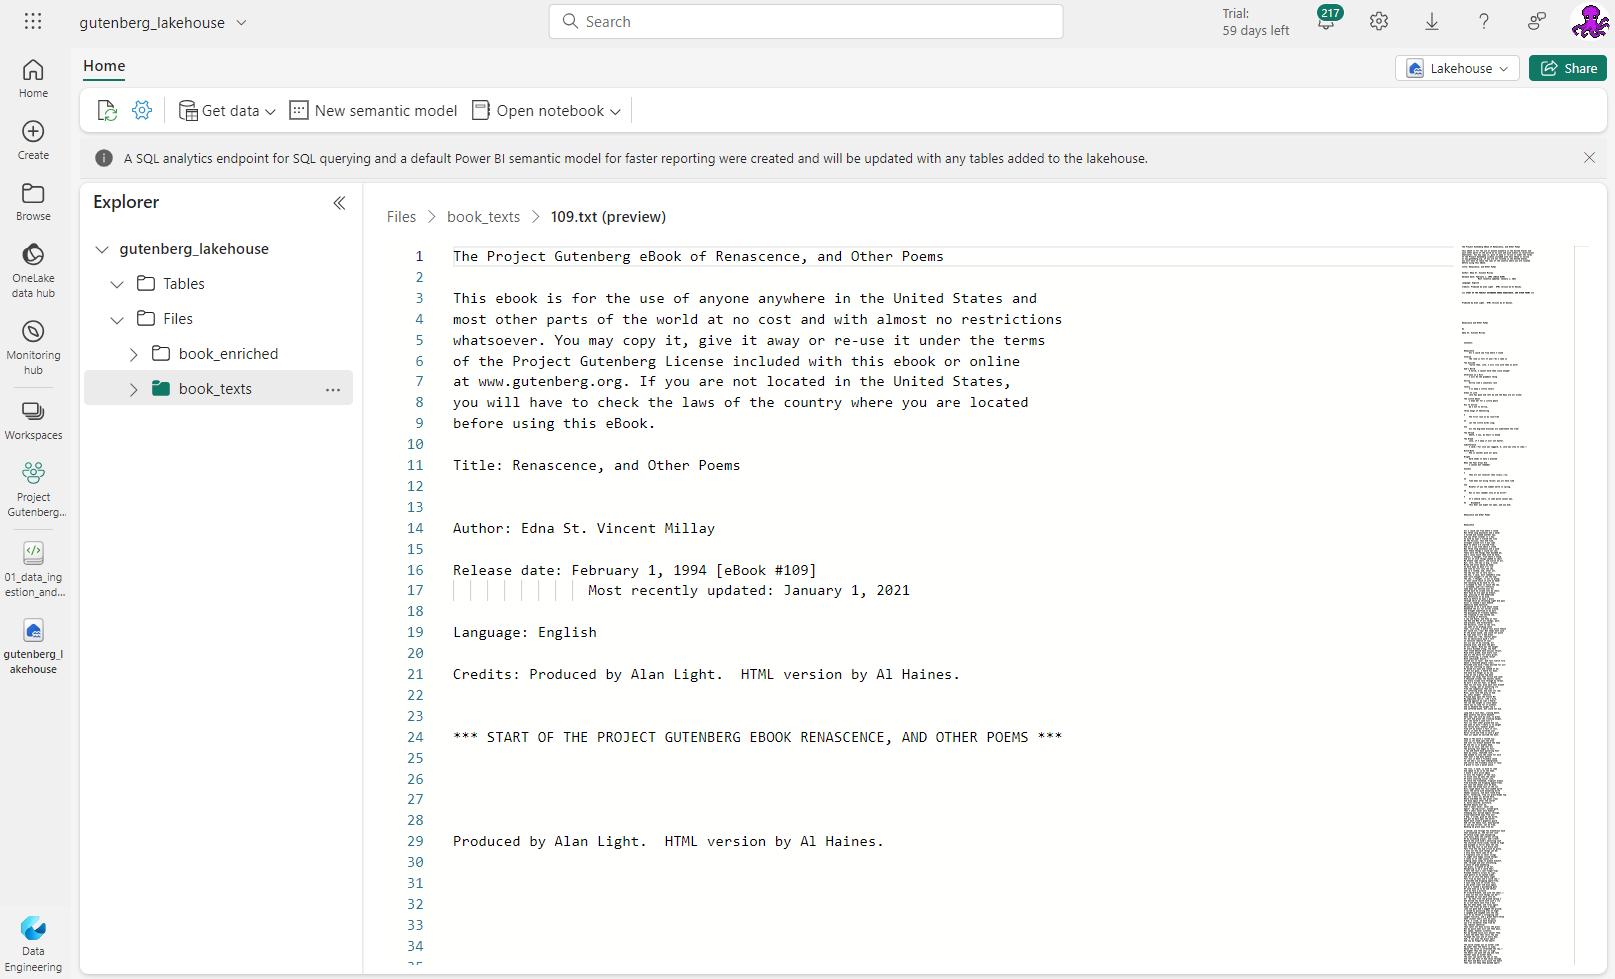 gutenberg_lakehouse
Search
Trial:
59 days left
217
?
Home
Lakehouse
Share
Get data
New semantic model
Open notebook
A SQL analytics endpoint for SQL querying and a default Power BI semantic model for faster reporting were created and will be updated with any tables added to the lakehouse.
Home
Create
Browse
OneLake
data hub
Monitoring
hub
Workspaces
Project
Gutenberg...
01_data_ing
estion_and...
gutenberg_l
akehouse
Data
Engineering
Explorer
gutenberg_lakehouse
Tables
Files
book_enriched
book_texts
Files > book_texts > 109.txt (preview)
1 The Project Gutenberg eBook of Renascence, and Other Poems
2
3 This ebook is for the use of anyone anywhere in the United States and
4 most other parts of the world at no cost and with almost no restrictions
5 whatsoever. You may copy it, give it away or re-use it under the terms
6 of the Project Gutenberg License included with this ebook or online
7 at www.gutenberg.org. If you are not located in the United States,
8 you will have to check the laws of the country where you are located
9 before using this eBook.
10
11 Title: Renascence, and Other Poems
12
13
14 Author: Edna St. Vincent Millay
15
16 Release date: February 1, 1994 [eBook #109]
17 Most recently updated: January 1, 2021
18
19 Language: English
20
21 Credits: Produced by Alan Light.  HTML version by Al Haines.
22
23
24 *** START OF THE PROJECT GUTENBERG EBOOK RENASCENCE, AND OTHER POEMS ***
25
26
27
28
29 Produced by Alan Light.  HTML version by Al Haines.
30
31
32
33
34